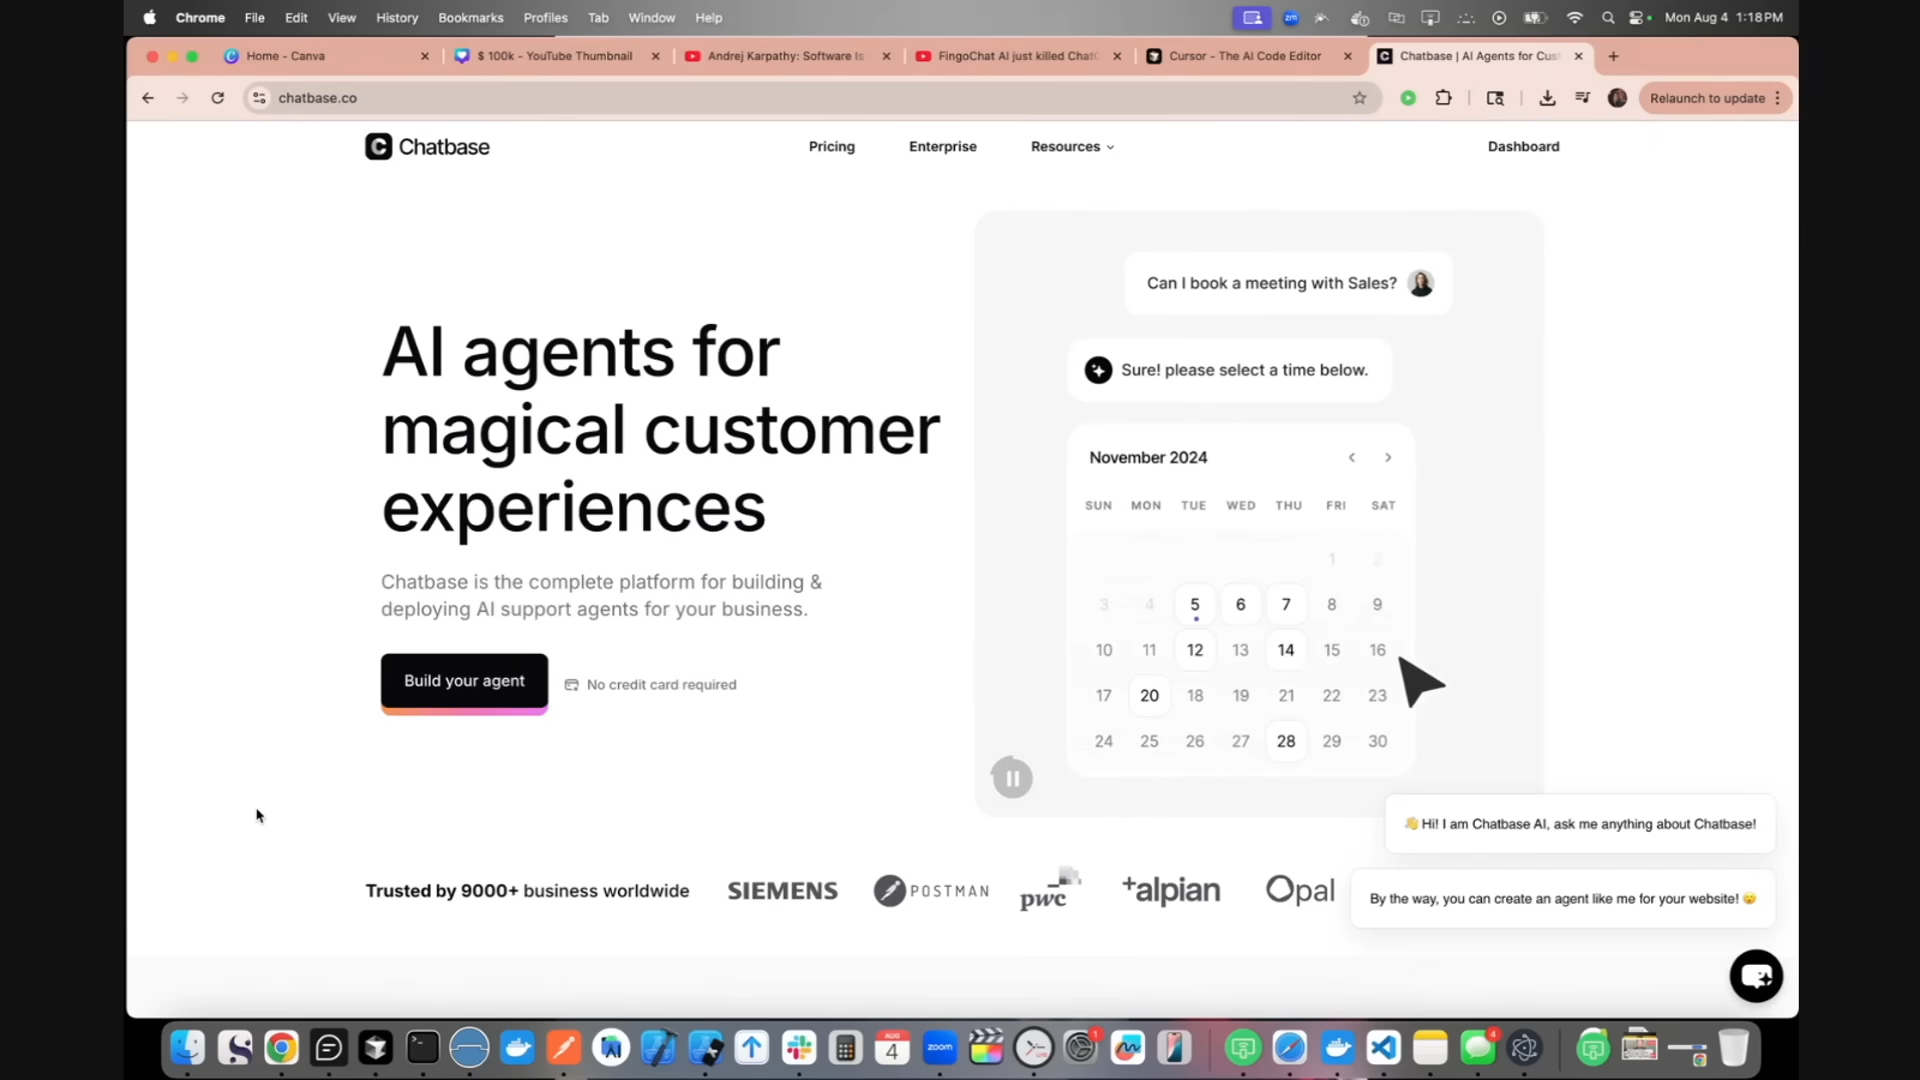 Chrome File Edit View History Bookmarks Profiles Tab Window Help Mon Aug 4 1:18 PM
Home - Canva $ 100k - YouTube Thumbnail Andrej Karpathy: Software Is FingoChat AI just killed Chat Cursor - The AI Code Editor Chatbase | AI Agents for Cus
chatbase.co Relaunch to update
Chatbase Pricing Enterprise Resources Dashboard
Can I book a meeting with Sales?
Sure! please select a time below.
AI agents for
magical customer
experiences
Chatbase is the complete platform for building &
deploying AI support agents for your business.
Build your agent No credit card required
November 2024
SUN MON TUE WED THU FRI SAT
1 2
3 4 5 6 7 8 9
10 11 12 13 14 15 16
17 20 18 19 21 22 23
24 25 26 27 28 29 30
👋 Hi! I am Chatbase AI, ask me anything about Chatbase!
Trusted by 9000+ business worldwide SIEMENS POSTMAN pwc +alpian Opal
By the way, you can create an agent like me for your website! 😮
AUG
4
zoom
1
4